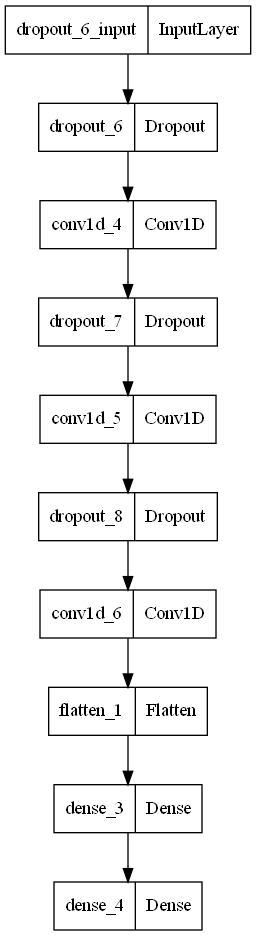 dropout_6_input InputLayer
dropout_6 Dropout
conv1d_4 Conv1D
dropout_7 Dropout
conv1d_5 Conv1D
dropout_8 Dropout
conv1d_6 Conv1D
flatten_1 Flatten
dense_3 Dense
dense_4 Dense